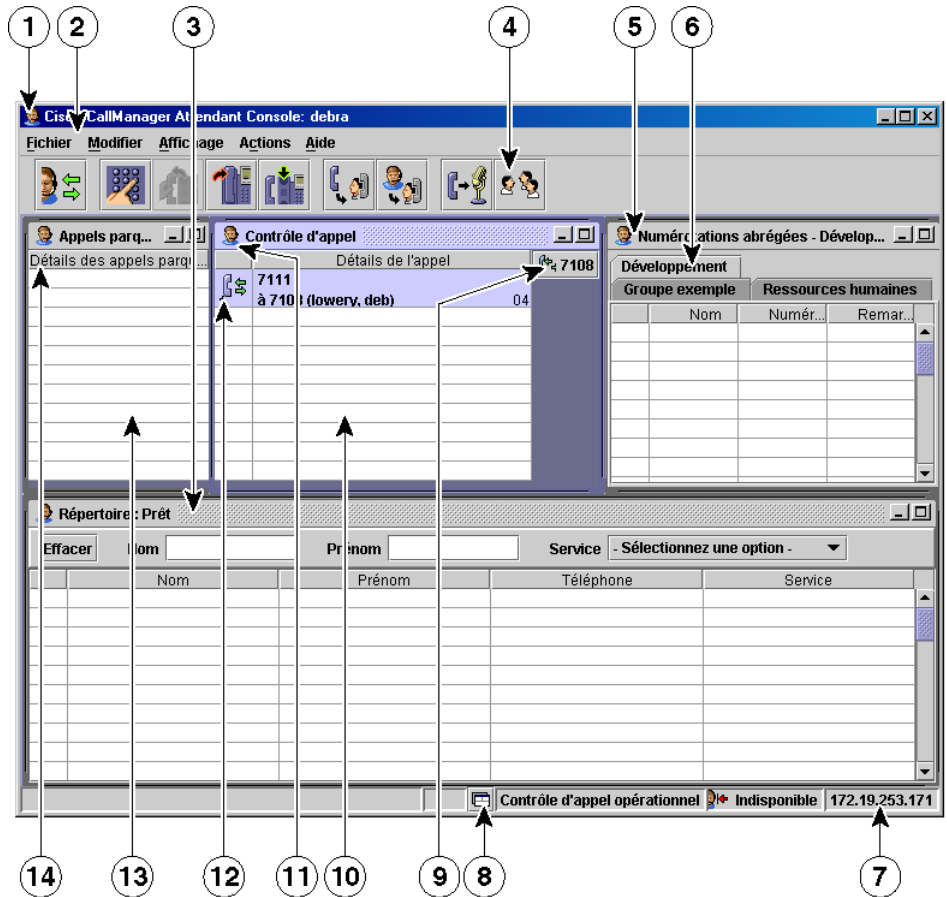 1 2 3 4 5 6
Cisco CallManager Attendant Console: debra
Fichier Modifier Affichage Actions Aide
Appels parq...
Contrôle d'appel
Numérotations abrégées - Dévelop...
Détails des appels parqu...
Détails de l'appel
7108
Développement
7111
à 7108 (lowery, deb) 04
Groupe exemple Ressources humaines
Nom Numér... Remar...
Répertoire : Prêt
Effacer Nom Prénom Service - Sélectionnez une option -
Nom Prénom Téléphone Service
Contrôle d'appel opérationnel Indisponible 172.19.253.171
14 13 12 11 10 9 8 7